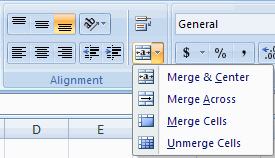 General
$ % ,
Alignment
Merge & Center
Merge Across
Merge Cells
Unmerge Cells
D E